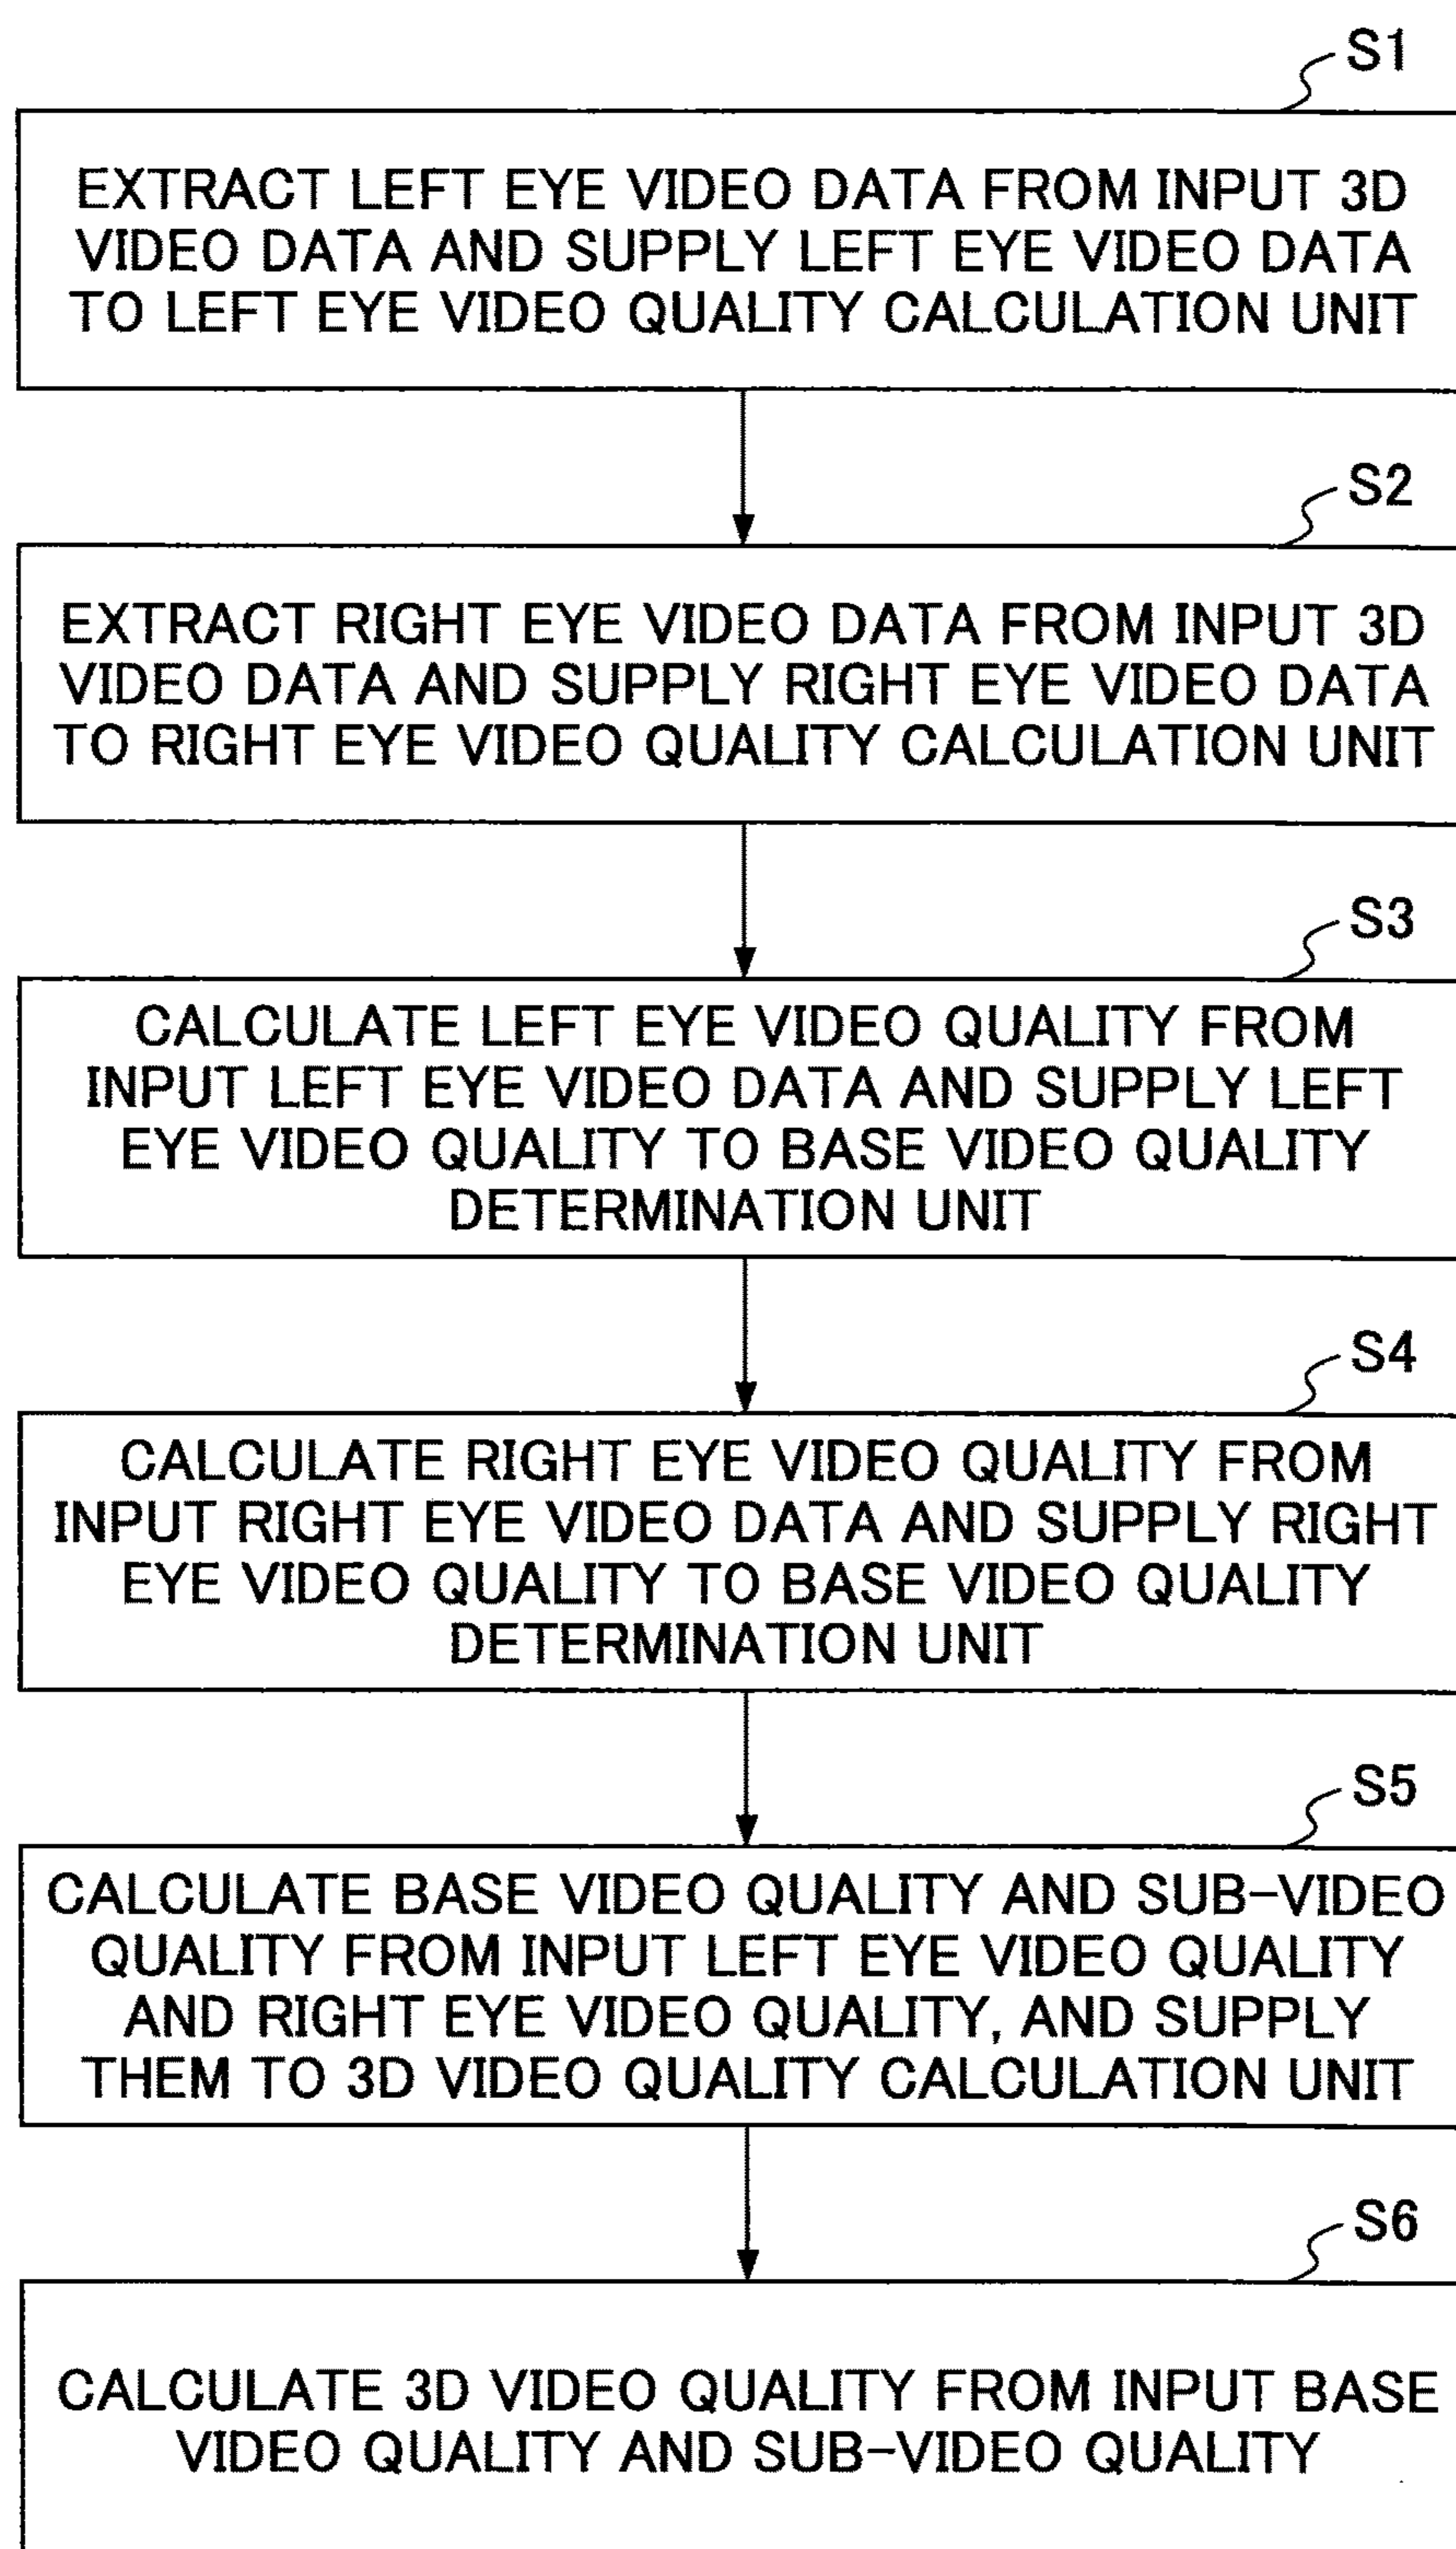 S1
EXTRACT LEFT EYE VIDEO DATA FROM INPUT 3D
VIDEO DATA AND SUPPLY LEFT EYE VIDEO DATA
TO LEFT EYE VIDEO QUALITY CALCULATION UNIT
S2
EXTRACT RIGHT EYE VIDEO DATA FROM INPUT 3D
VIDEO DATA AND SUPPLY RIGHT EYE VIDEO DATA
TO RIGHT EYE VIDEO QUALITY CALCULATION UNIT
S3
CALCULATE LEFT EYE VIDEO QUALITY FROM
INPUT LEFT EYE VIDEO DATA AND SUPPLY LEFT
EYE VIDEO QUALITY TO BASE VIDEO QUALITY
DETERMINATION UNIT
S4
CALCULATE RIGHT EYE VIDEO QUALITY FROM
INPUT RIGHT EYE VIDEO DATA AND SUPPLY RIGHT
EYE VIDEO QUALITY TO BASE VIDEO QUALITY
DETERMINATION UNIT
S5
CALCULATE BASE VIDEO QUALITY AND SUB-VIDEO
QUALITY FROM INPUT LEFT EYE VIDEO QUALITY
AND RIGHT EYE VIDEO QUALITY, AND SUPPLY
THEM TO 3D VIDEO QUALITY CALCULATION UNIT
S6
CALCULATE 3D VIDEO QUALITY FROM INPUT BASE
VIDEO QUALITY AND SUB-VIDEO QUALITY